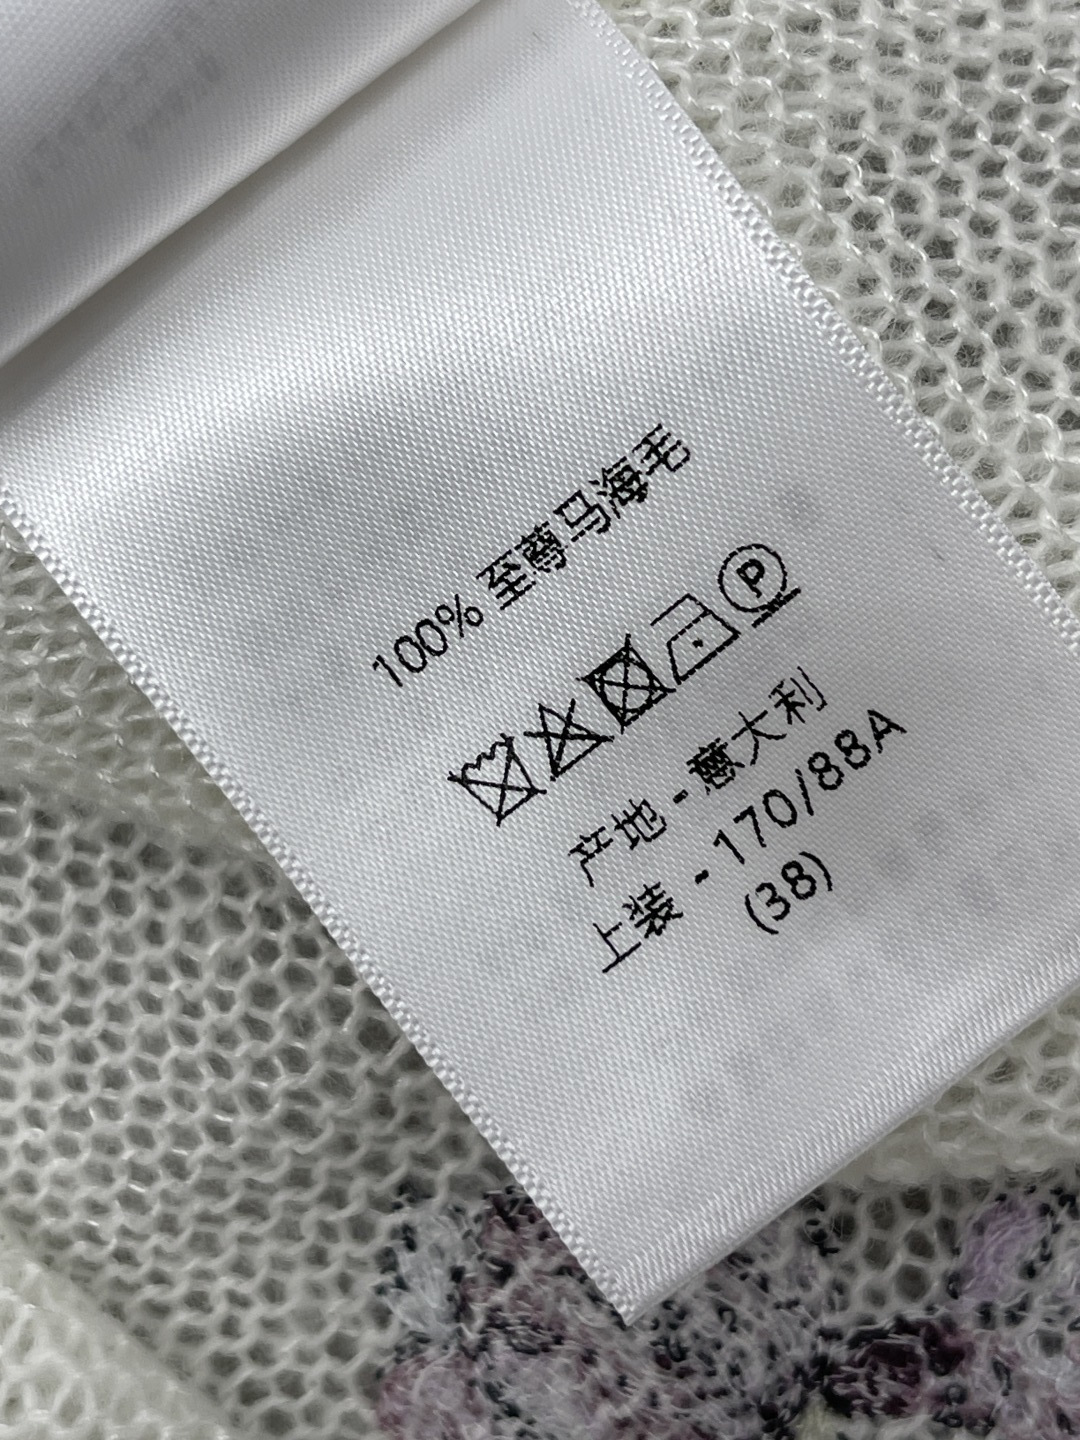 100% 至尊马海毛
P
产地 - 意大利
上装 - 170/88A
(38)